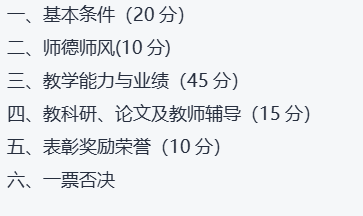 一、基本条件（20 分）
二、师德师风(10 分)
三、教学能力与业绩（45 分）
四、教科研、论文及教师辅导（15 分）
五、表彰奖励荣誉（10 分）
六、一票否决